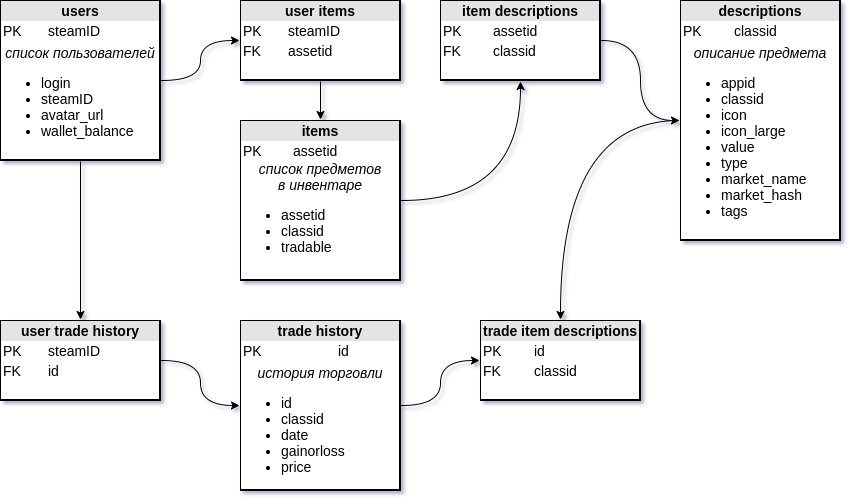 users
PK steamID
список пользователей
login
steamID
avatar_url
wallet_balance
user items
PK steamID
FK assetid
item descriptions
PK assetid
FK classid
descriptions
PK classid
описание предмета
appid
classid
icon
icon_large
value
type
market_name
market_hash
tags
items
PK assetid
список предметов
в инвентаре
assetid
classid
tradable
user trade history
PK steamID
FK id
trade history
PK id
история торговли
id
classid
date
gainorloss
price
trade item descriptions
PK id
FK classid